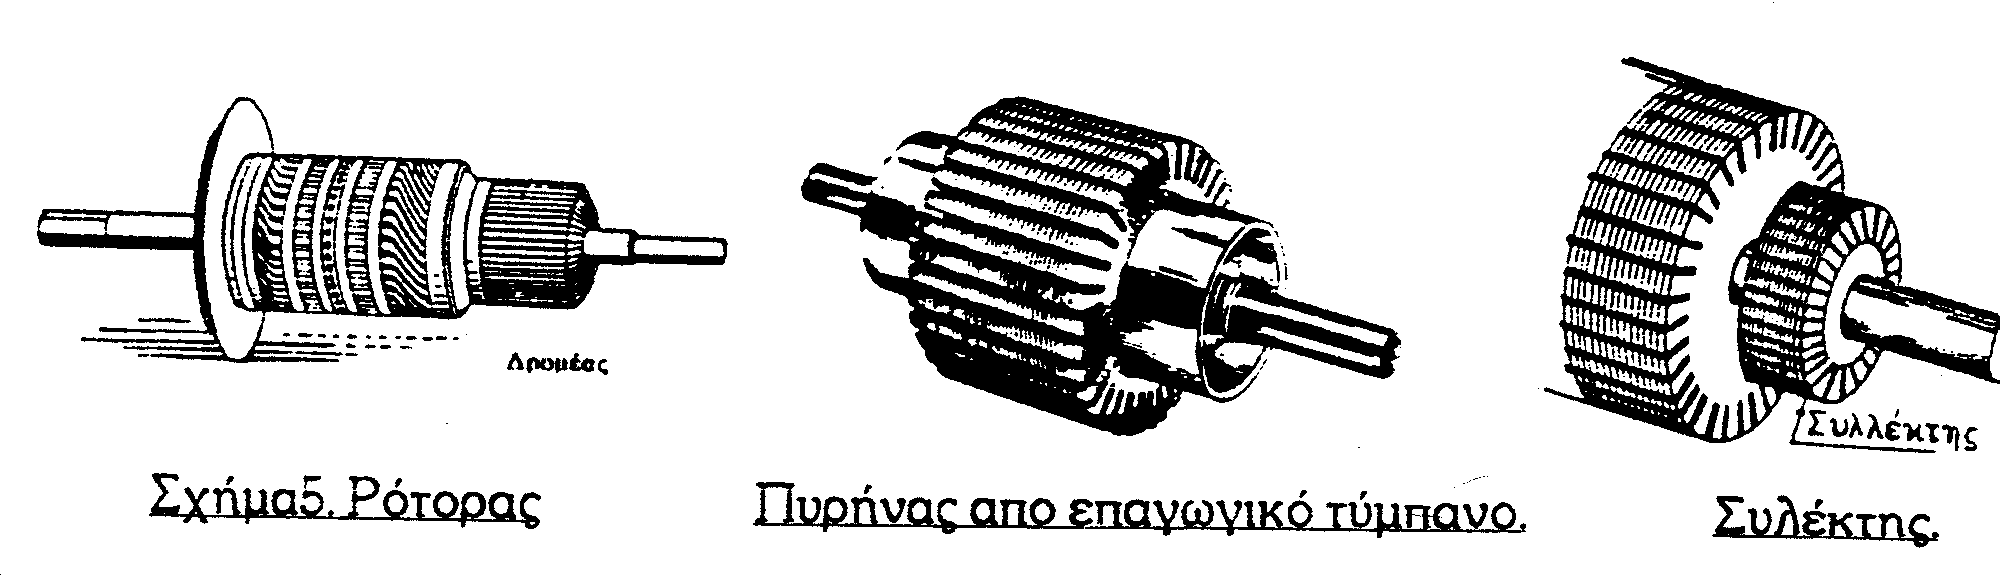 Δρομέας
Συλλέκτης
Σχήμα5. Ρότορας
Πυρήνας απο επαγωγικό τύμπανο.
Συλέκτης.